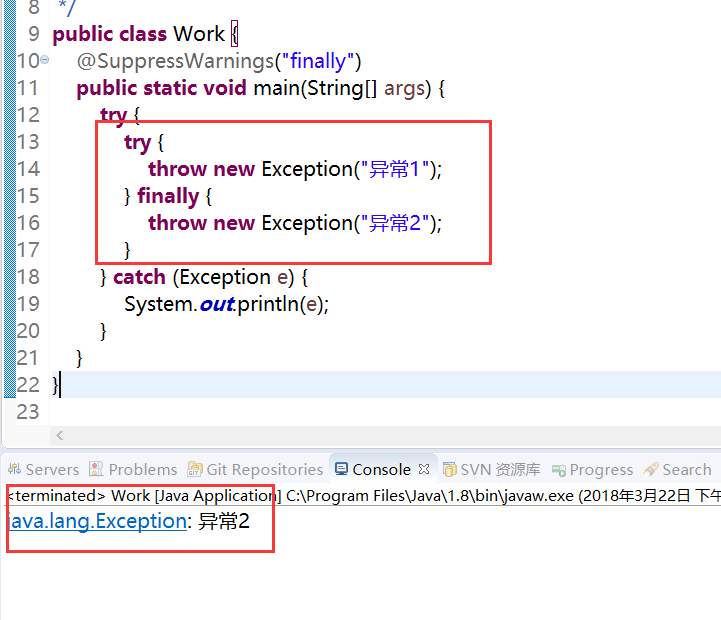 8 */
9 public class Work {
10 @SuppressWarnings("finally")
11 public static void main(String[] args) {
12 try {
13 try {
14 throw new Exception("异常1");
15 } finally {
16 throw new Exception("异常2");
17 }
18 } catch (Exception e) {
19 System.out.println(e);
20 }
21 }
22 }
23
Servers Problems Git Repositories Console SVN 资源库 Progress Search
<terminated> Work [Java Application] C:\Program Files\Java\1.8\bin\javaw.exe (2018年3月22日 下午
java.lang.Exception: 异常2